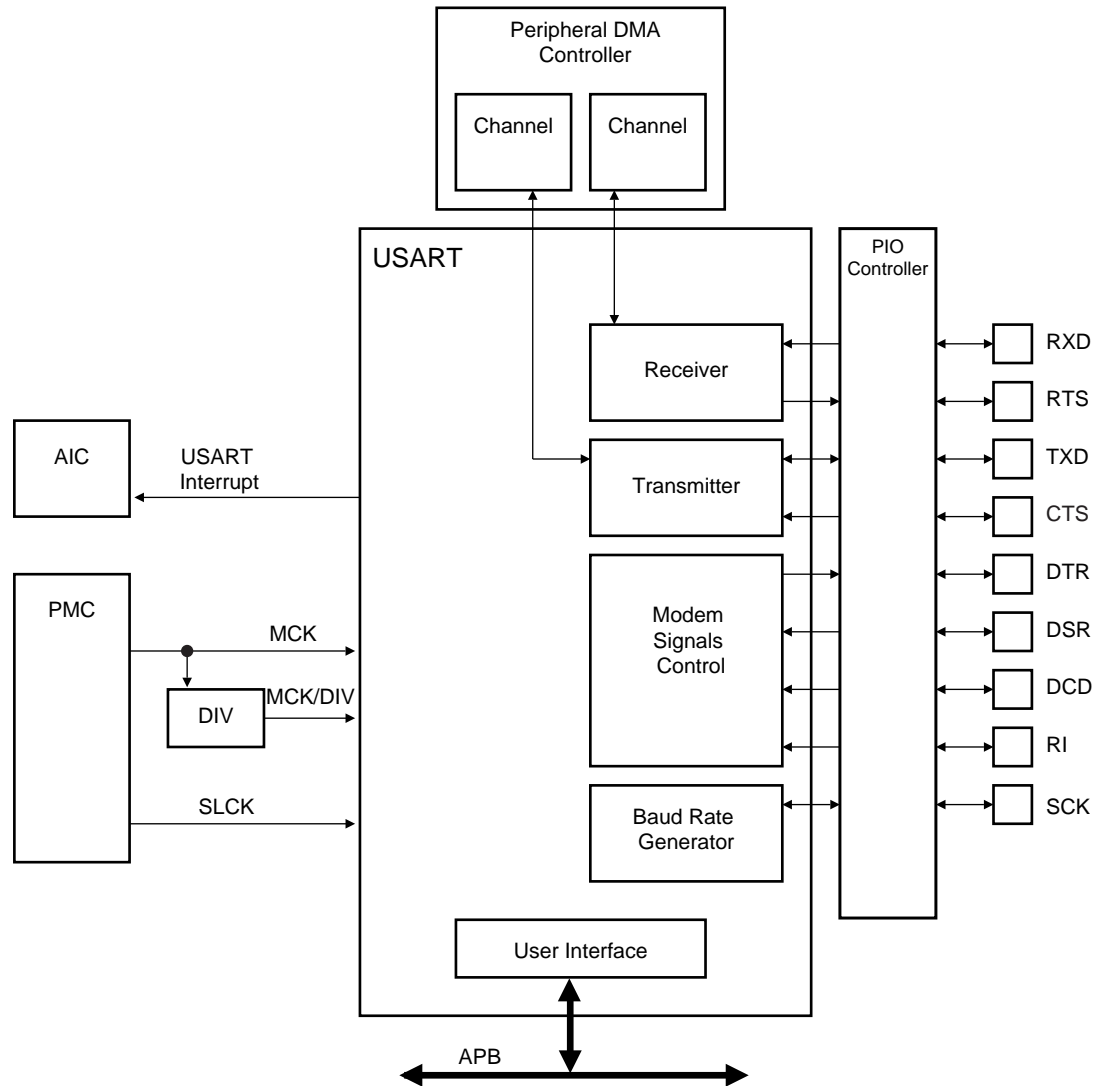 Peripheral DMA
Controller
Channel
Channel
USART
PIO
Controller
Receiver
RXD
RTS
AIC
USART
Interrupt
Transmitter
TXD
CTS
PMC
MCK
DIV
MCK/DIV
SLCK
Modem
Signals
Control
DTR
DSR
DCD
RI
Baud Rate
Generator
SCK
User Interface
APB